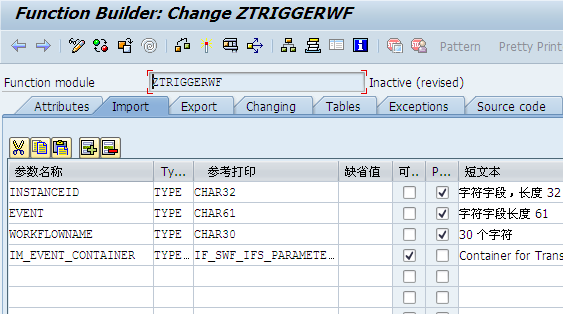 Function Builder: Change ZTRIGGERWF
Pattern Pretty Print
Function module ZTRIGGERWF Inactive (revised)
Attributes Import Export Changing Tables Exceptions Source code
参数名称 Ty... 参考打印 缺省值 可.. P... 短文本
INSTANCEID TYPE CHAR32 字符字段，长度 32
EVENT TYPE CHAR61 字符字段长度 61
WORKFLOWNAME TYPE CHAR30 30 个字符
IM_EVENT_CONTAINER TYPE... IF_SWF_IFS_PARAMETE... Container for Trans